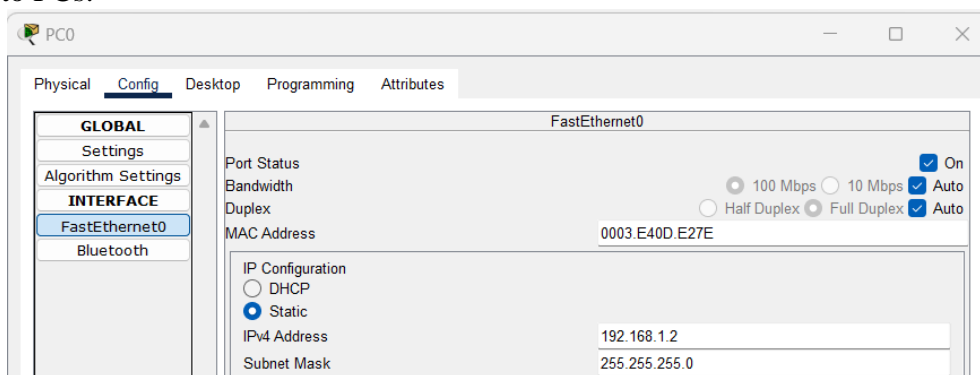 to PCs.
PC0
Physical Config Desktop Programming Attributes
GLOBAL
Settings
Algorithm Settings
INTERFACE
FastEthernet0
Bluetooth
FastEthernet0
Port Status On
Bandwidth 100 Mbps 10 Mbps Auto
Duplex Half Duplex Full Duplex Auto
MAC Address 0003.E40D.E27E
IP Configuration
DHCP
Static
IPv4 Address 192.168.1.2
Subnet Mask 255.255.255.0